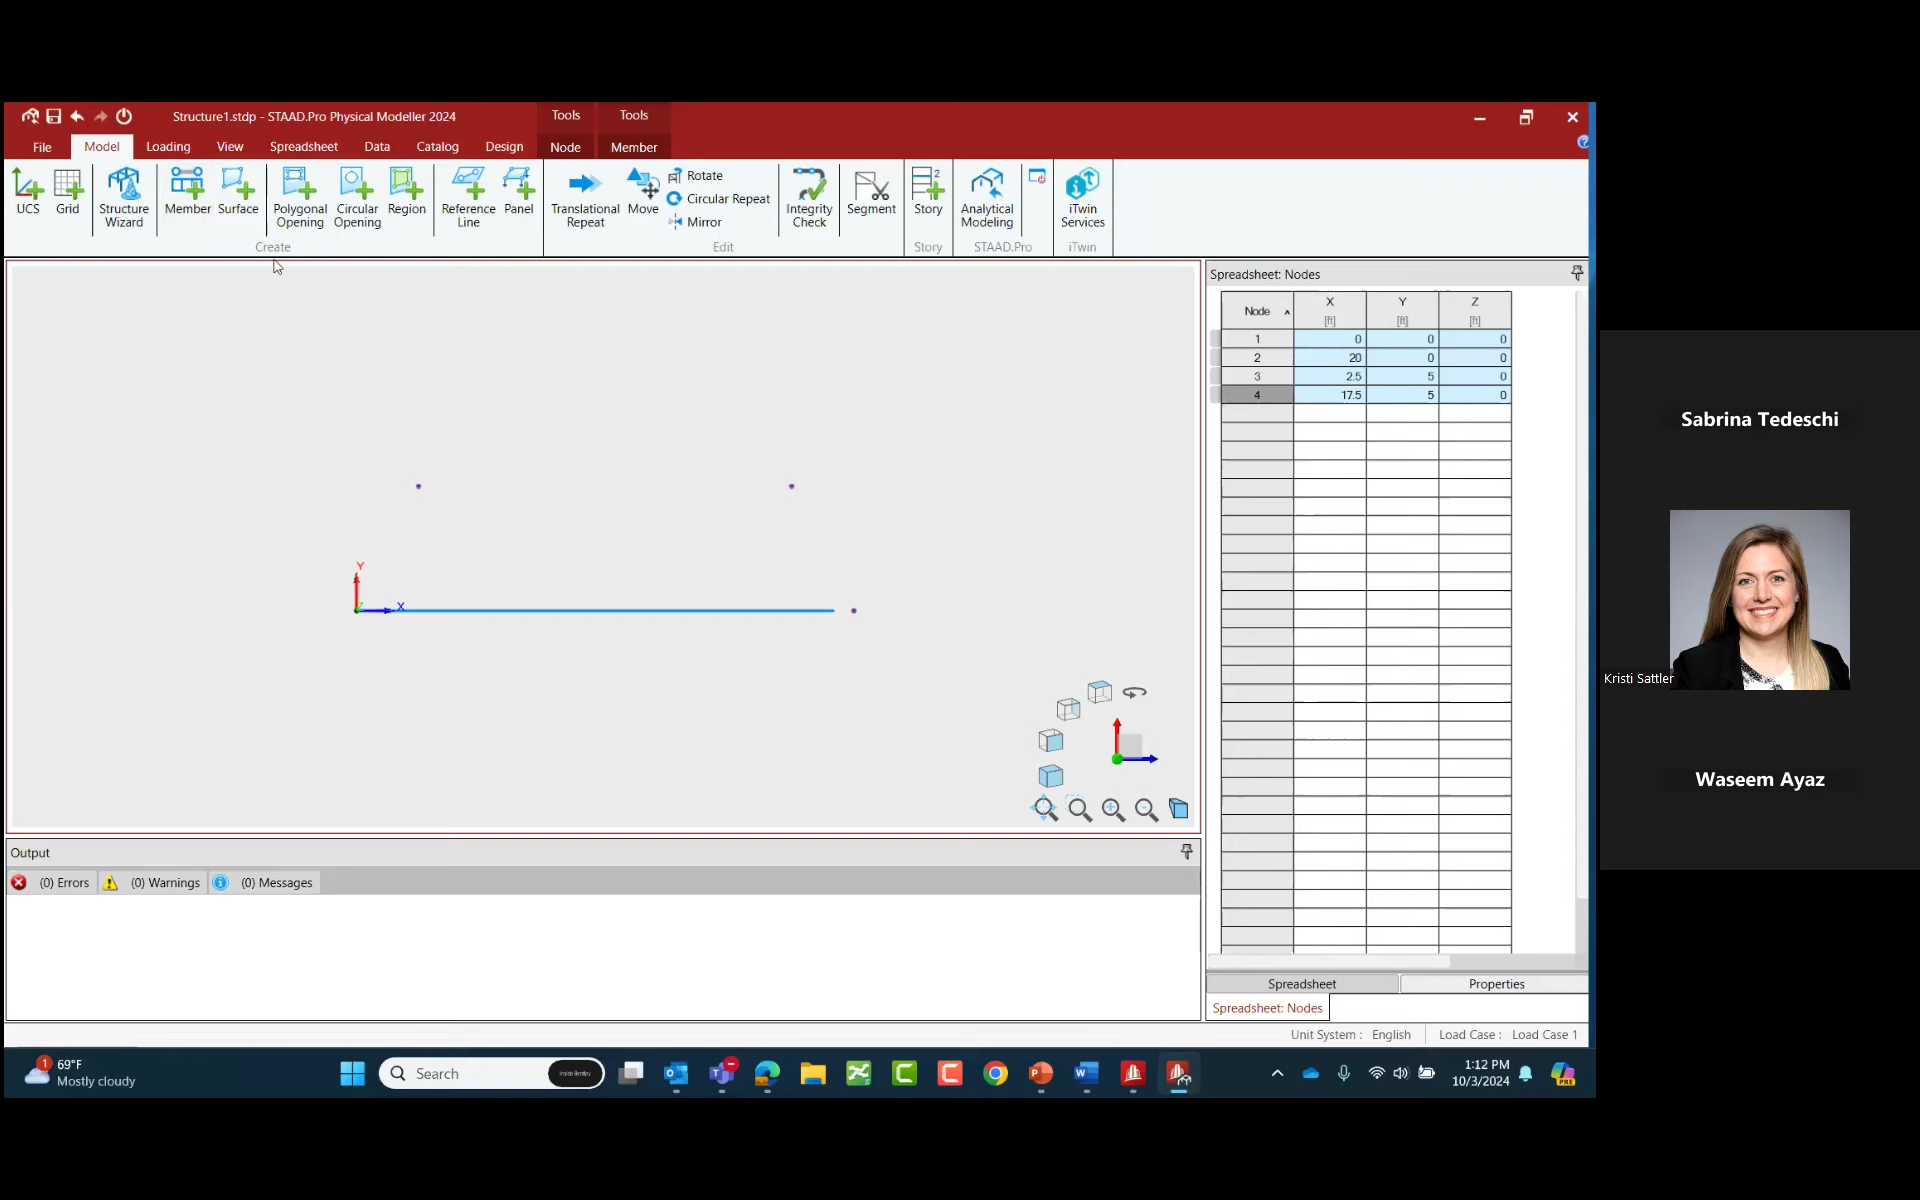 Structure1.stdp - STAAD.Pro Physical Modeller 2024
Tools
Tools
File
Model
Loading
View
Spreadsheet
Data
Catalog
Design
Node
Member
UCS
Grid
Structure
Wizard
Member
Surface
Polygonal
Opening
Circular
Opening
Region
Reference
Line
Panel
Translational
Repeat
Move
Rotate
Circular Repeat
Mirror
Integrity
Check
Segment
2
Story
Analytical
Modeling
iTwin
Services
Create
Edit
Story
STAAD.Pro
iTwin
Y
X
Spreadsheet: Nodes
Node X Y Z
[ft] [ft] [ft]
1 0 0 0
2 20 0 0
3 2.5 5 0
4 17.5 5 0
Output
(0) Errors
(0) Warnings
(0) Messages
Spreadsheet
Properties
Spreadsheet: Nodes
Unit System : English
Load Case : Load Case 1
1
69°F
Mostly cloudy
Search
1:12 PM
10/3/2024
PRE
Sabrina Tedeschi
Kristi Sattler
Waseem Ayaz